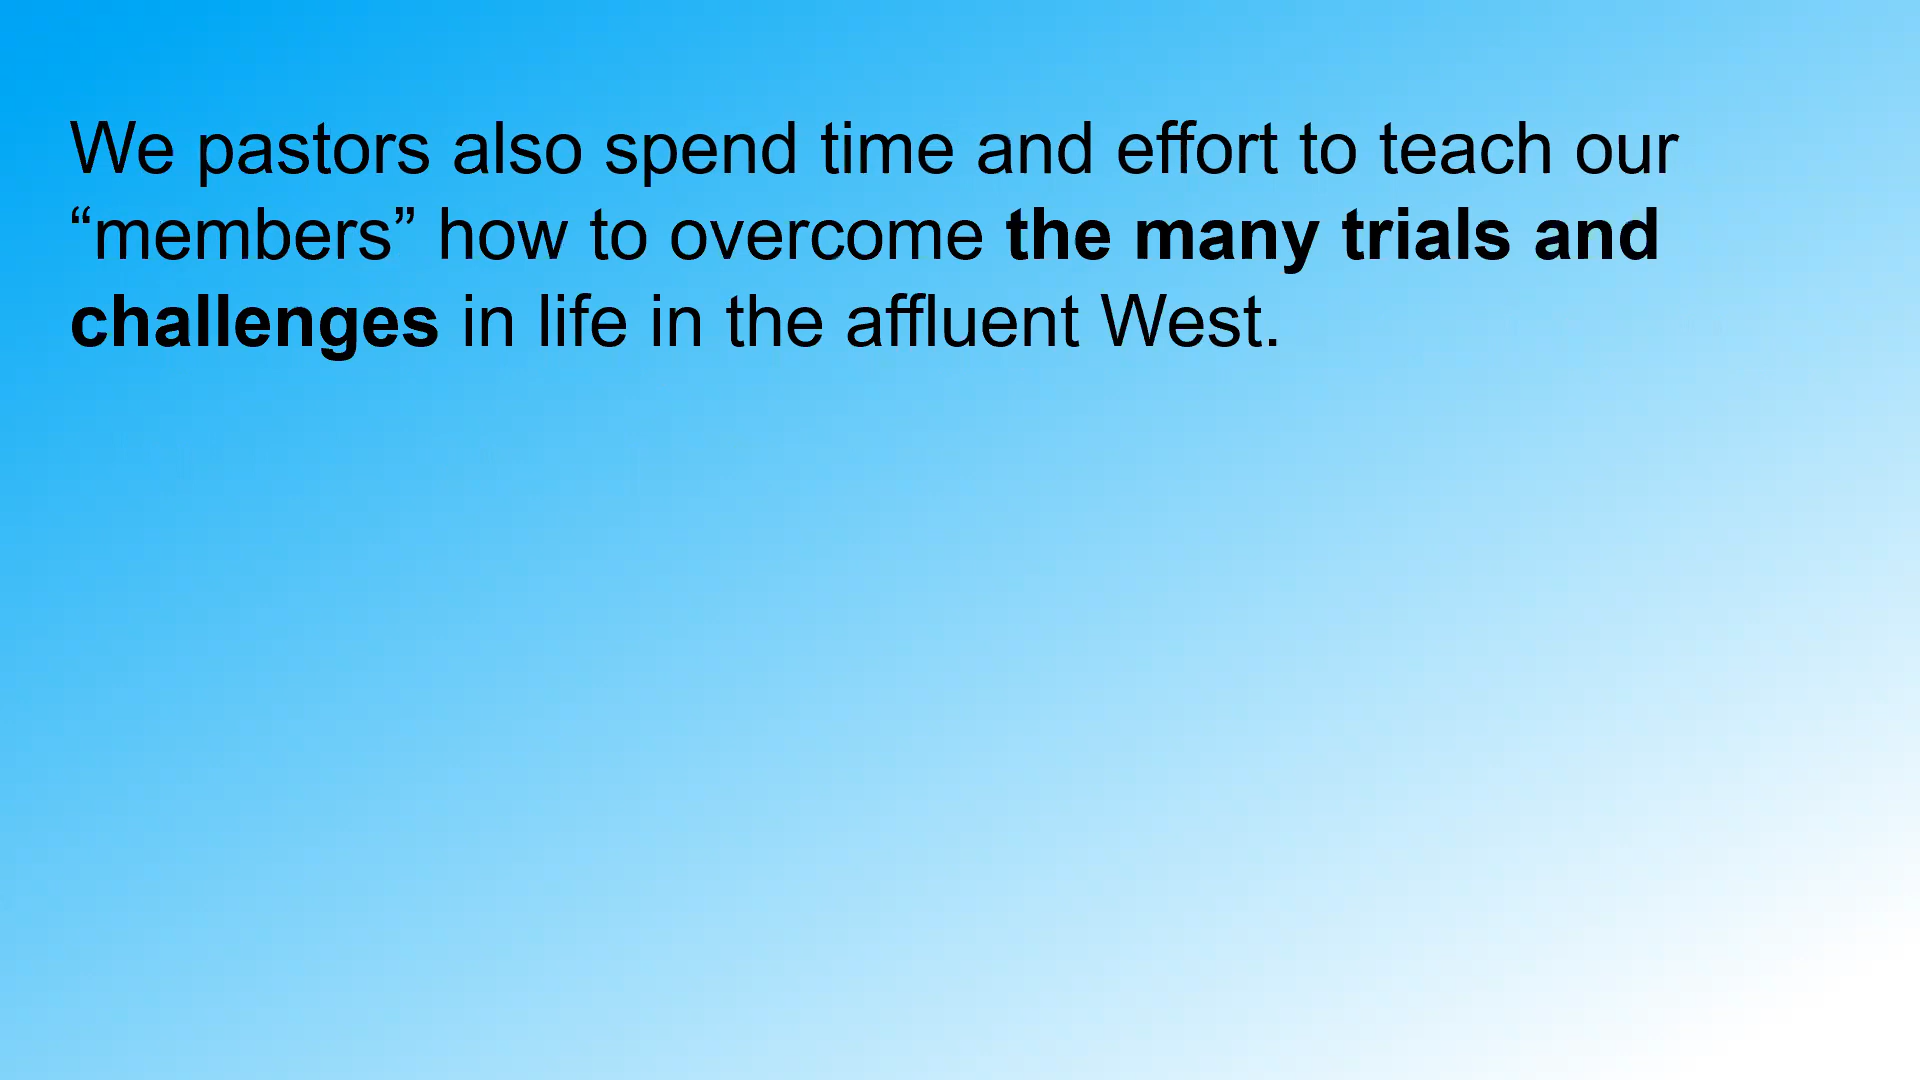 We pastors also spend time and effort to teach our
“members” how to overcome the many trials and
challenges in life in the affluent West.